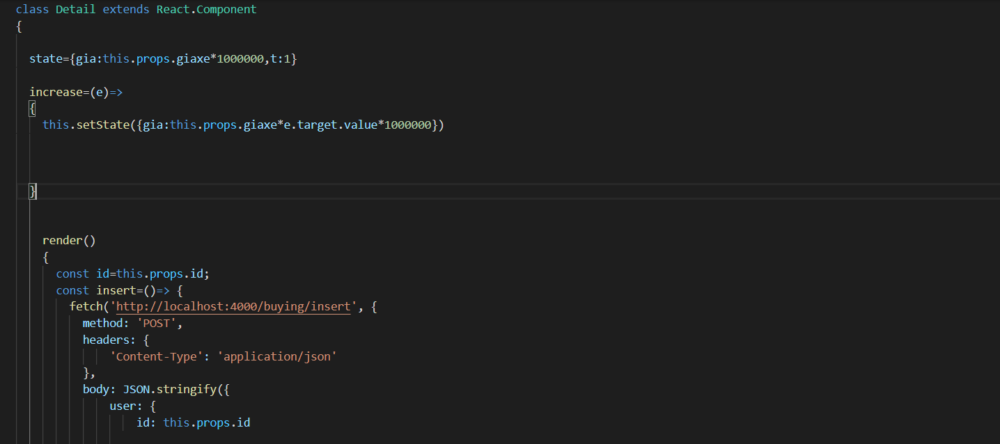 class Detail extends React.Component
{
state={gia:this.props.giaxe*1000000,t:1}
increase=(e)=>
{
this.setState({gia:this.props.giaxe*e.target.value*1000000})
}
render()
{
const id=this.props.id;
const insert=()=> {
fetch('http://localhost:4000/buying/insert', {
method: 'POST',
headers: {
'Content-Type': 'application/json'
},
body: JSON.stringify({
user: {
id: this.props.id